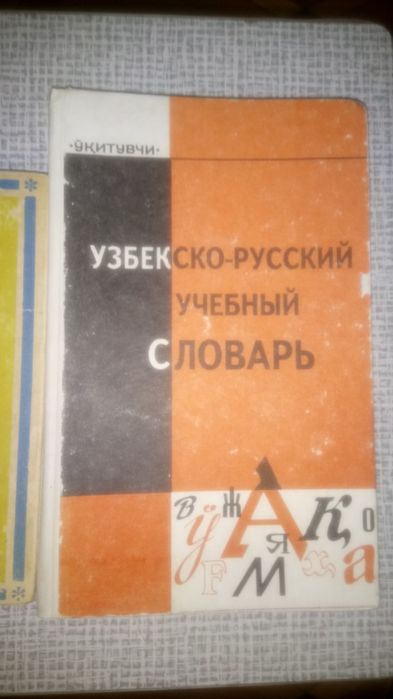 ·ЎҚИТУВЧИ·
УЗБЕКСКО-РУССКИЙ
УЧЕБНЫЙ
СЛОВАРЬ
в ў Ж А Қ о
Ғ М Я ҳ а